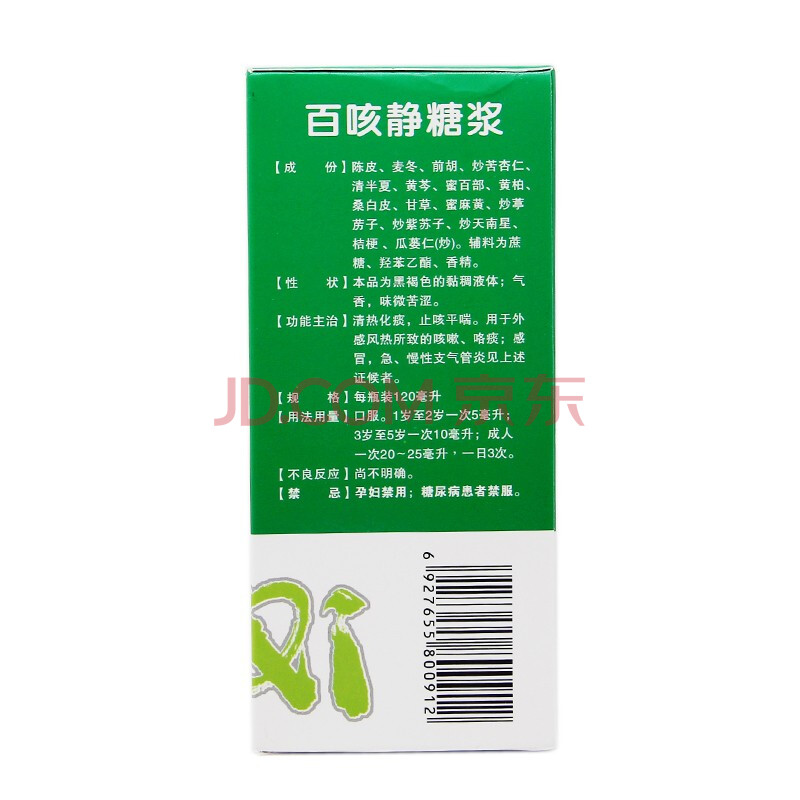 百咳静糖浆
【成 份】陈皮、麦冬、前胡、炒苦杏仁、
清半夏、黄芩、蜜百部、黄柏、
桑白皮、甘草、蜜麻黄、炒葶
苈子、炒紫苏子、炒天南星、
桔梗、瓜蒌仁(炒)。辅料为蔗
糖、羟苯乙酯、香精。
【性 状】本品为黑褐色的黏稠液体；气
香，味微苦涩。
【功能主治】清热化痰，止咳平喘。用于外
感风热所致的咳嗽、咯痰；感
冒，急、慢性支气管炎见上述
证候者。
【规 格】每瓶装120毫升
【用法用量】口服。1岁至2岁一次5毫升；
3岁至5岁一次10毫升；成人
一次20~25毫升，一日3次。
【不良反应】尚不明确。
【禁 忌】孕妇禁用；糖尿病患者禁服。
JD.COM 京东
6927655800912